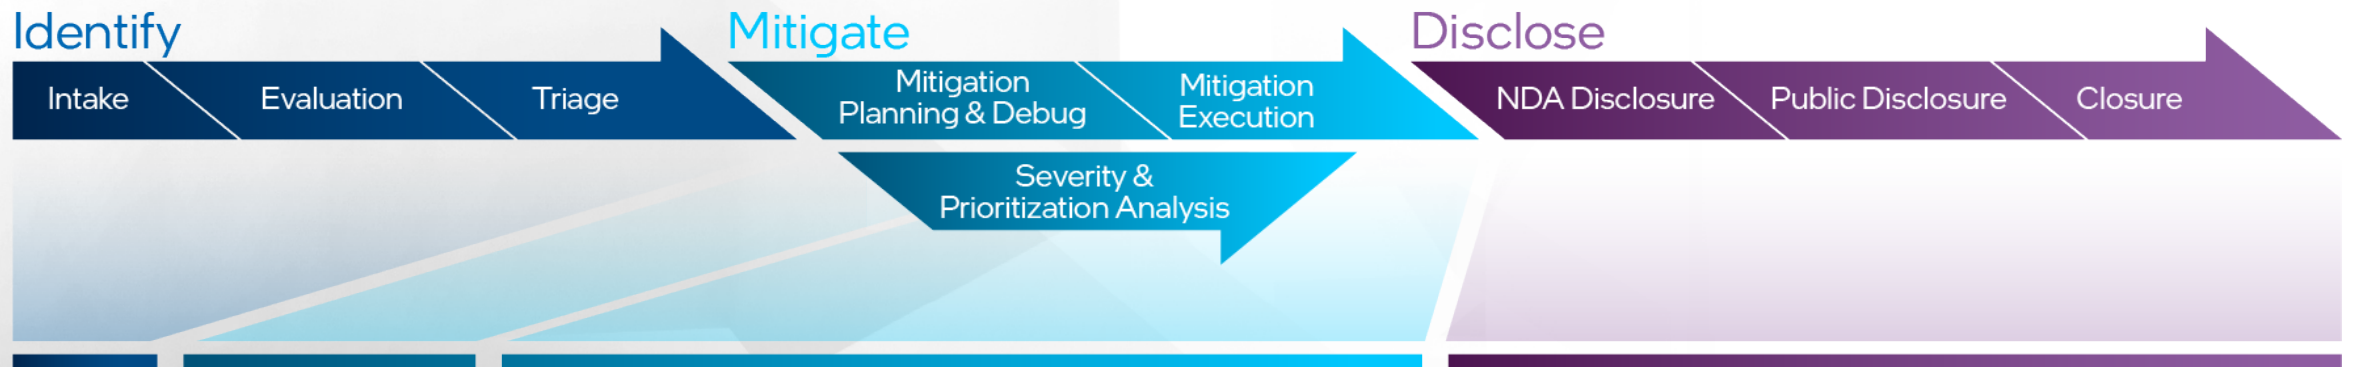 Identify
Mitigate
Disclose
Intake
Evaluation
Triage
Mitigation
Planning & Debug
Mitigation
Execution
NDA Disclosure
Public Disclosure
Closure
Severity &
Prioritization Analysis